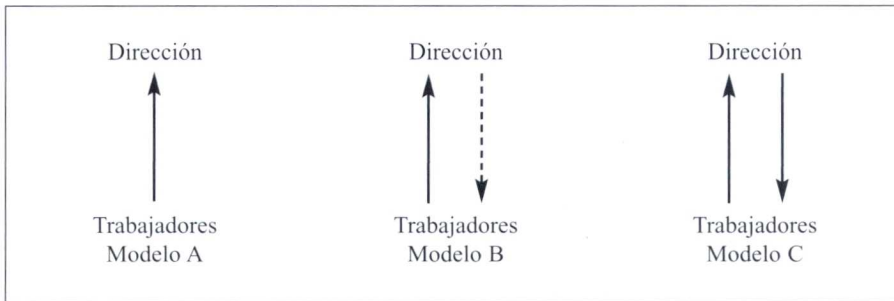 Dirección
Dirección
Dirección
Trabajadores
Modelo A
Trabajadores
Modelo B
Trabajadores
Modelo C